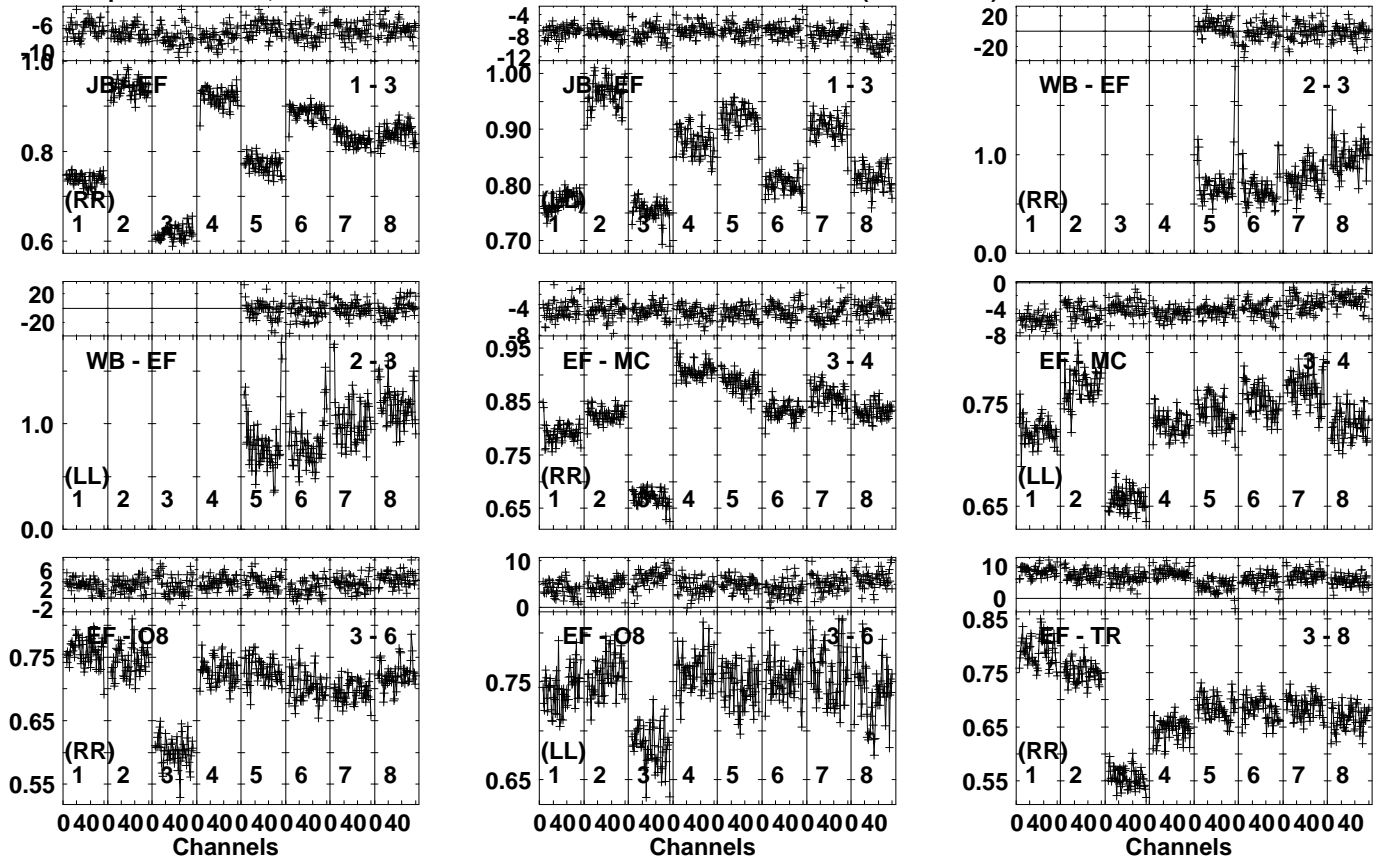 -6
-10
1.0
JB - EF 1 - 3
0.8
(RR)
1 2 3 4 5 6 7 8
0.6
-4
-8
-12
1.00
JB - EF 1 - 3
0.90
0.80
1 2 3 4 5 6 7 8
0.70
20
-20
WB - EF 2 - 3
1.0
(RR)
1 2 3 4 5 6 7 8
0.0
20
-20
WB - EF 2 - 3
1.0
(LL)
1 2 3 4 5 6 7 8
0.0
-4
-8
0.95
EF - MC 3 - 4
0.85
0.75
(RR)
1 2 3 4 5 6 7 8
0.65
0
-4
-8
EF - MC 3 - 4
0.75
(LL)
1 2 3 4 5 6 7 8
0.65
6
2
-2
EF - O8 3 - 6
0.75
0.65
(RR)
1 2 3 4 5 6 7 8
0.55
0 40 0 40 0 40 0 40 0 40 0 40 0 40 0 40
Channels
10
0
EF - O8 3 - 6
0.75
(LL)
1 2 3 4 5 6 7 8
0.65
0 40 0 40 0 40 0 40 0 40 0 40 0 40 0 40
Channels
10
0
0.85
EF - TR 3 - 8
0.75
0.65
(RR)
1 2 3 4 5 6 7 8
0.55
0 40 0 40 0 40 0 40 0 40 0 40 0 40 0 40
Channels